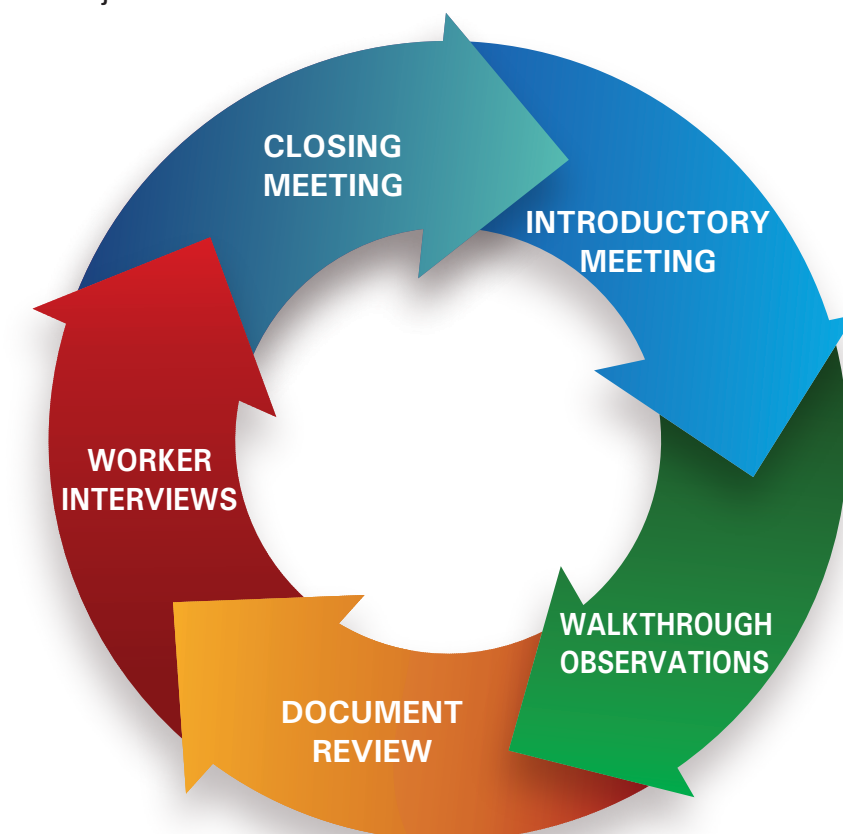 CLOSING
MEETING
INTRODUCTORY
MEETING
WORKER
INTERVIEWS
WALKTHROUGH
OBSERVATIONS
DOCUMENT
REVIEW